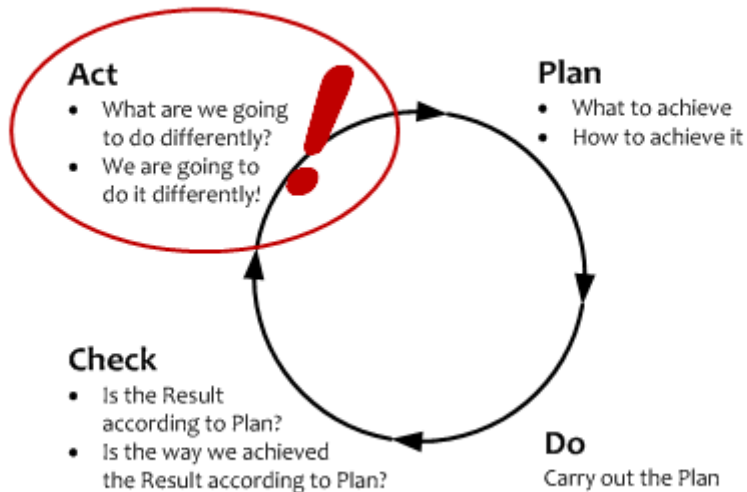 Act
• What are we going
to do differently?
• We are going to
do it differently!
!
Plan
• What to achieve
• How to achieve it
Do
Carry out the Plan
Check
• Is the Result
according to Plan?
• Is the way we achieved
the Result according to Plan?